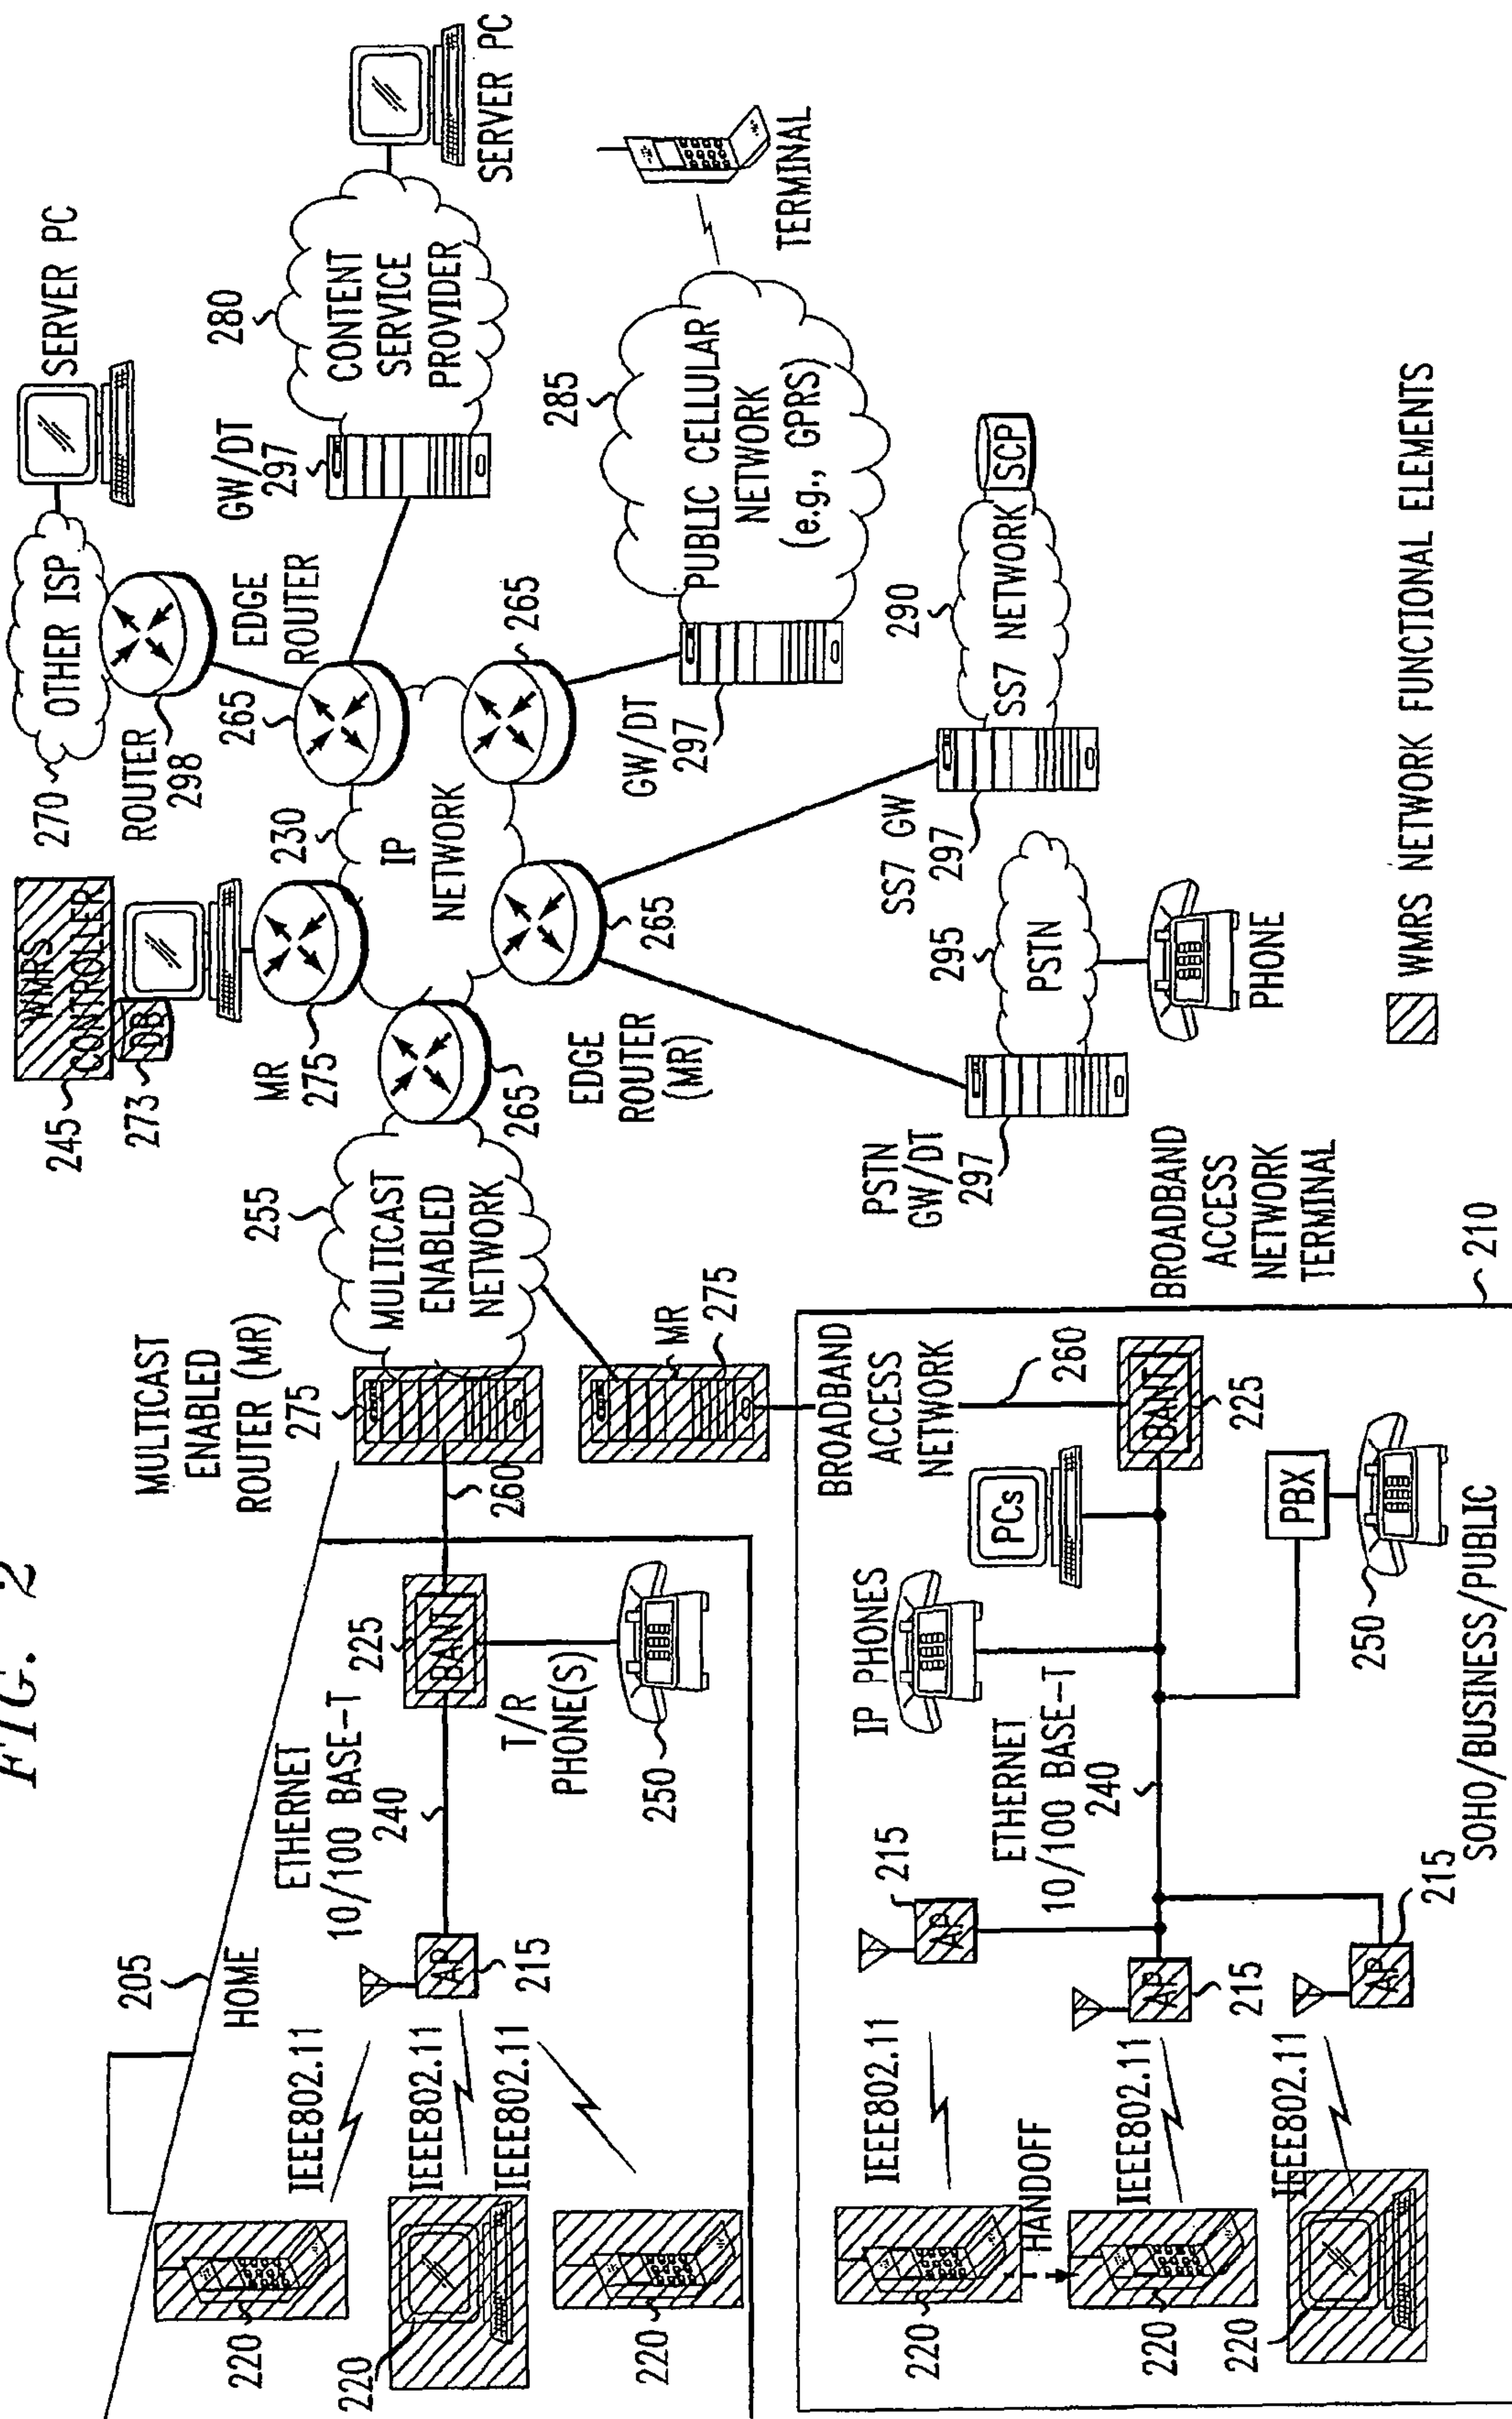 FIG. 2
205
HOME
220
220
220
IEEE802.11
IEEE802.11
IEEE802.11
AP
215
ETHERNET
10/100 BASE-T
240
225
BANT
T/R
PHONE(S)
250
260
MULTICAST
ENABLED
ROUTER (MR)
275
MR
275
255
MULTICAST
ENABLED
NETWORK
265
245
WMRS
CONTROLLER
DB
273
MR
275
230
IP
NETWORK
EDGE
ROUTER
(MR)
265
265
EDGE
ROUTER
265
ROUTER
298
270
OTHER ISP
SERVER PC
GW/DT
297
280
CONTENT
SERVICE
PROVIDER
SERVER PC
GW/DT
297
285
PUBLIC CELLULAR
NETWORK
(e.g., GPRS)
TERMINAL
SS7 GW
297
290
SS7 NETWORK
SCP
PSTN
GW/DT
297
295
PSTN
PHONE
BROADBAND
ACCESS
NETWORK
TERMINAL
210
BROADBAND
ACCESS
NETWORK
260
BANT
225
PCs
IP PHONES
PBX
250
ETHERNET
10/100 BASE-T
240
215
AP
AP
215
AP
215
IEEE802.11
HANDOFF
IEEE802.11
IEEE802.11
220
220
220
SOHO/BUSINESS/PUBLIC
WMRS NETWORK FUNCTIONAL ELEMENTS